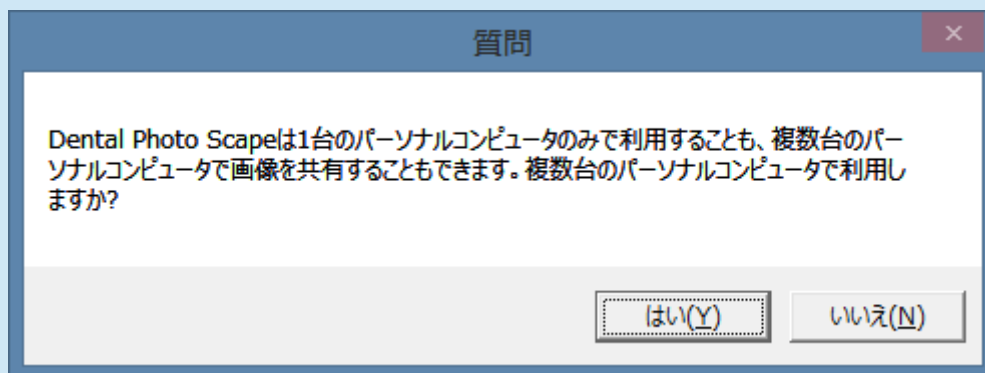 質問
Dental Photo Scapeは1台のパーソナルコンピュータのみで利用することも、複数台のパー
ソナルコンピュータで画像を共有することもできます。複数台のパーソナルコンピュータで利用し
ますか?
はい(Y)
いいえ(N)